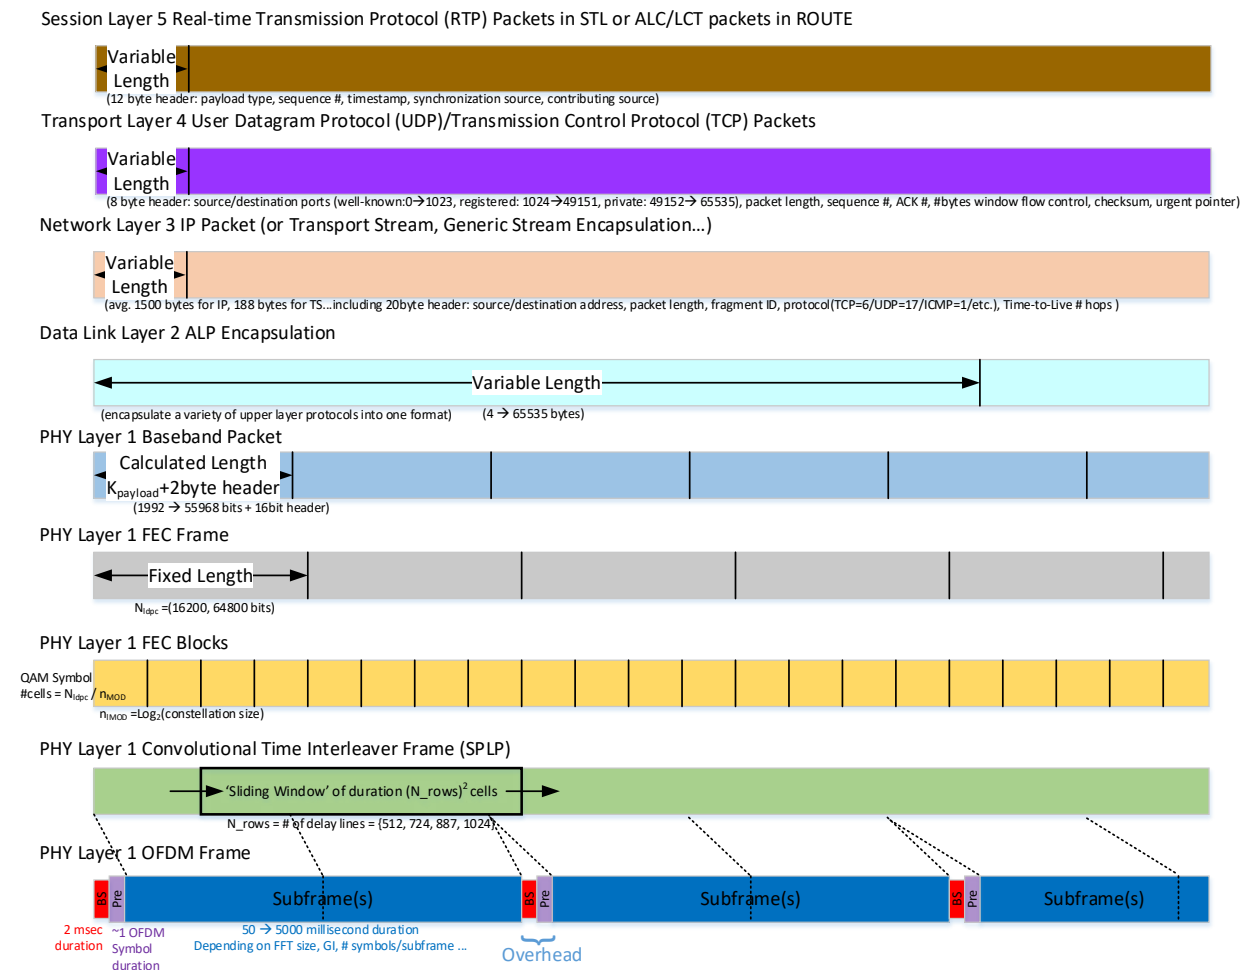 Session Layer 5 Real-time Transmission Protocol (RTP) Packets in STL or ALC/LCT packets in ROUTE
Variable
Length
(12 byte header: payload type, sequence #, timestamp, synchronization source, contributing source)
Transport Layer 4 User Datagram Protocol (UDP)/Transmission Control Protocol (TCP) Packets
Variable
Length
(8 byte header: source/destination ports (well-known:0→1023, registered: 1024→49151, private: 49152→ 65535), packet length, sequence #, ACK #, #bytes window flow control, checksum, urgent pointer)
Network Layer 3 IP Packet (or Transport Stream, Generic Stream Encapsulation…)
Variable
Length
(avg. 1500 bytes for IP, 188 bytes for TS…including 20byte header: source/destination address, packet length, fragment ID, protocol(TCP=6/UDP=17/ICMP=1/etc.), Time-to-Live # hops )
Data Link Layer 2 ALP Encapsulation
Variable Length
(encapsulate a variety of upper layer protocols into one format)
(4 → 65535 bytes)
PHY Layer 1 Baseband Packet
Calculated Length
Kpayload+2byte header
(1992 → 55968 bits + 16bit header)
PHY Layer 1 FEC Frame
Fixed Length
Nldpc =(16200, 64800 bits)
PHY Layer 1 FEC Blocks
QAM Symbol
#cells = Nldpc / nMOD
nMOD =Log2(constellation size)
PHY Layer 1 Convolutional Time Interleaver Frame (SPLP)
‘Sliding Window’ of duration (N_rows)2 cells
N_rows = # of delay lines = {512, 724, 887, 1024}
PHY Layer 1 OFDM Frame
BS
Pre
Subframe(s)
BS
Pre
Subframe(s)
BS
Pre
Subframe(s)
2 msec
duration
~1 OFDM
Symbol
duration
50 → 5000 millisecond duration
Depending on FFT size, GI, # symbols/subframe ...
Overhead